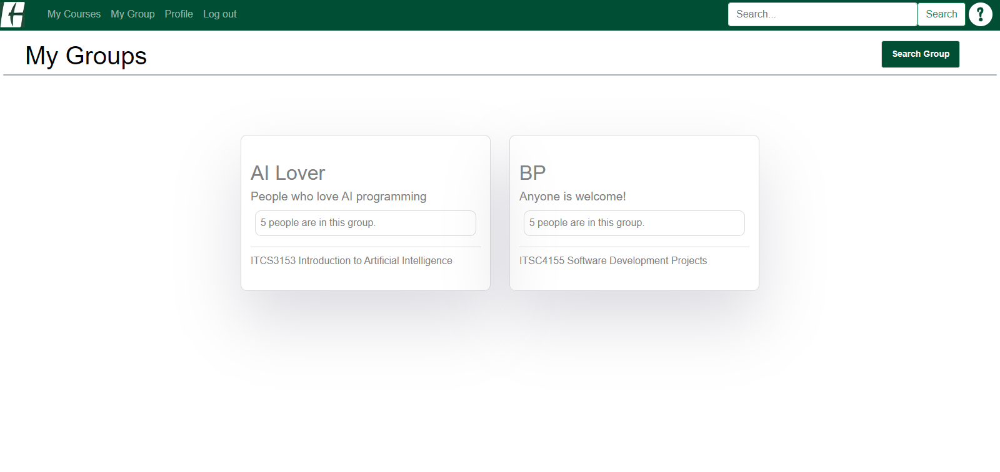 My Courses My Group Profile Log out Search... Search ?
My Groups Search Group
AI Lover
People who love AI programming
5 people are in this group.
ITCS3153 Introduction to Artificial Intelligence
BP
Anyone is welcome!
5 people are in this group.
ITSC4155 Software Development Projects